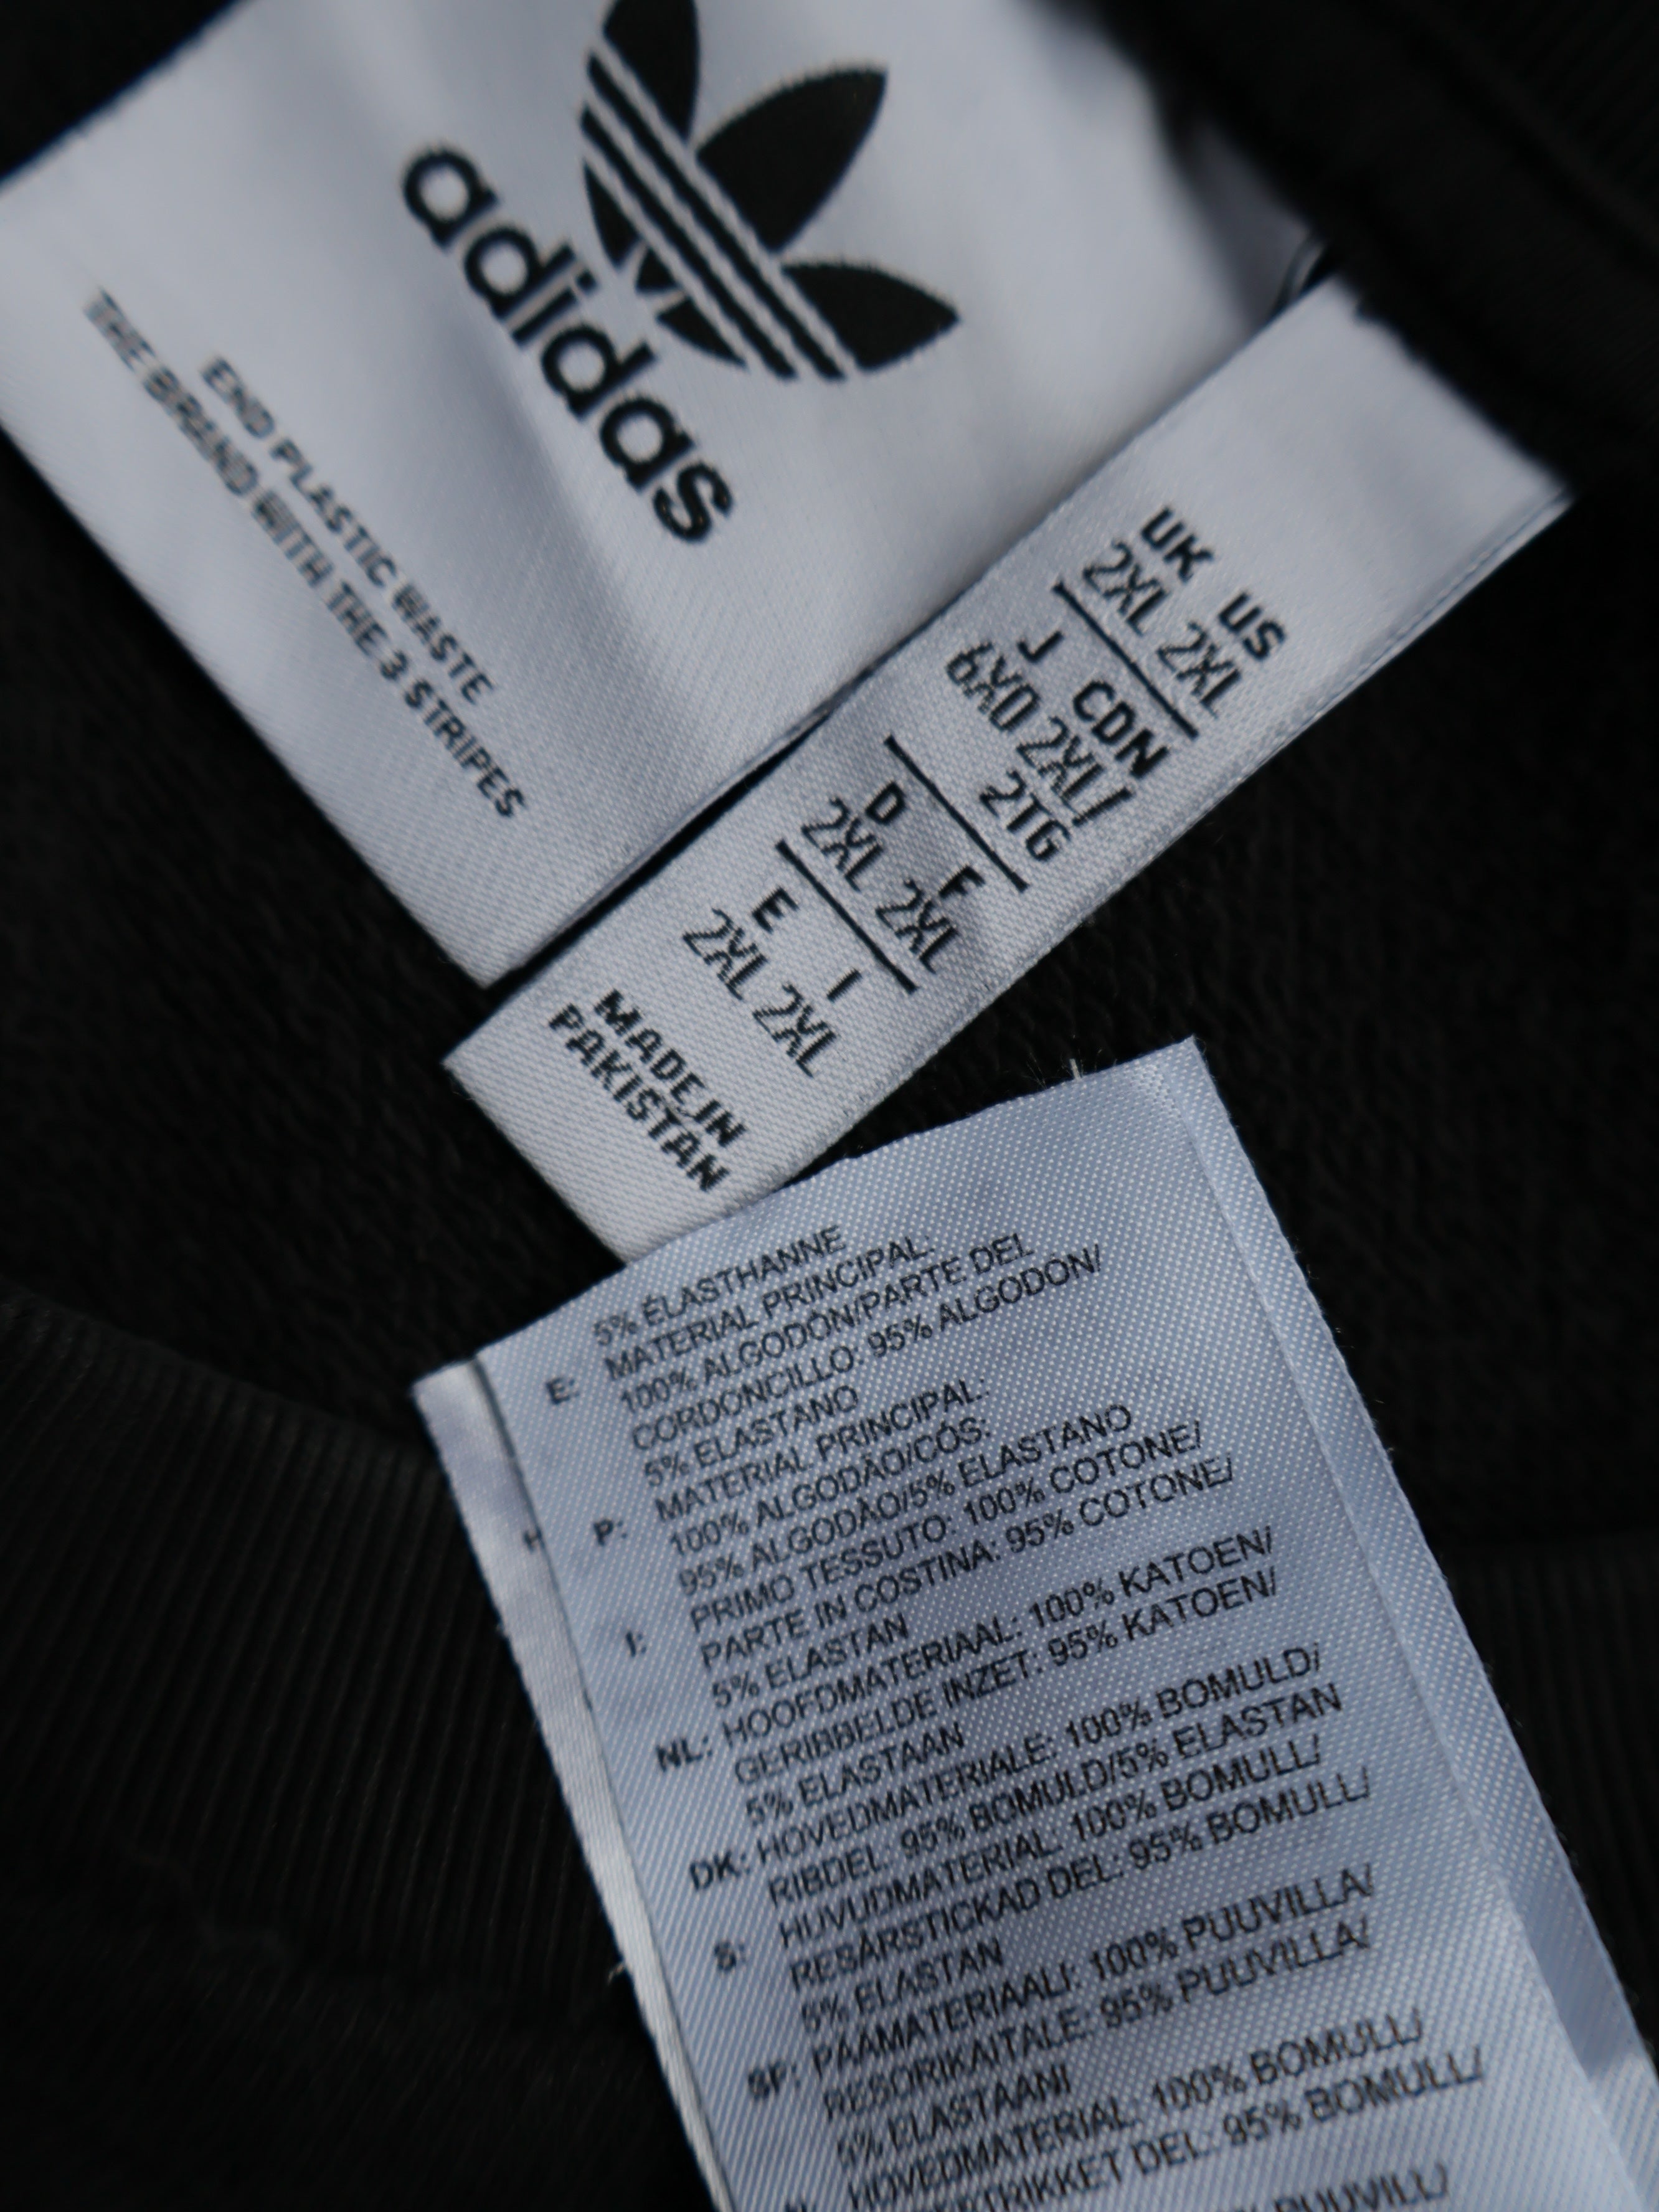 adidas
END PLASTIC WASTE
THE BRAND WITH THE 3 STRIPES
UK US
2XL 2XL
J CDN
6XO 2XL/
2TG
D F
2XL 2XL
E I
2XL 2XL
MADE IN
PAKISTAN
5% ÉLASTHANNE
E: MATERIAL PRINCIPAL:
100% ALGODÓN/PARTE DEL
CORDONCILLO: 95% ALGODÓN/
5% ELASTANO
P: MATERIAL PRINCIPAL:
100% ALGODÃO/CÓS:
95% ALGODÃO/5% ELASTANO
I: PRIMO TESSUTO: 100% COTONE/
PARTE IN COSTINA: 95% COTONE/
5% ELASTAN
NL: HOOFDMATERIAAL: 100% KATOEN/
GERIBBELDE INZET: 95% KATOEN/
5% ELASTAAN
DK: HOVEDMATERIALE: 100% BOMULD/
RIBDEL: 95% BOMULD/5% ELASTAN
S: HUVUDMATERIAL: 100% BOMULL/
RESÅRSTICKAD DEL: 95% BOMULL/
5% ELASTAN
SF: PÄÄMATERIAALI: 100% PUUVILLA/
RESORIKAITALE: 95% PUUVILLA/
5% ELASTAANI
HOVEDMATERIAL: 100% BOMULL/
DEL: 95% BOMULL/